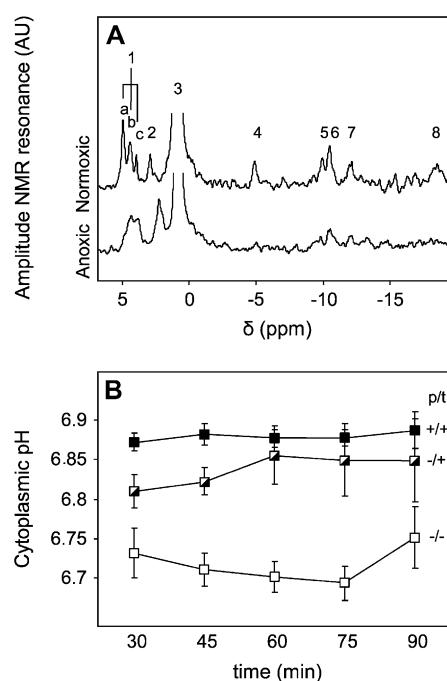 A
Amplitude NMR resonance (AU)
Anoxic Normoxic
1
a
b
c
2
3
4
5 6
7
8
5 0 -5 -10 -15
δ (ppm)
B
p/t
6.9
6.85
6.8
6.75
6.7
+/+
-/+
-/-
Cytoplasmic pH
30 45 60 75 90
time (min)